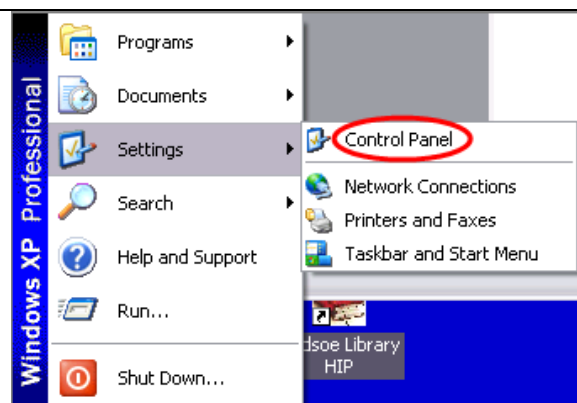 Windows XP Professional
Programs
Documents
Settings
Search
Help and Support
Run...
Shut Down...
Control Panel
Network Connections
Printers and Faxes
Taskbar and Start Menu
Library
HIP